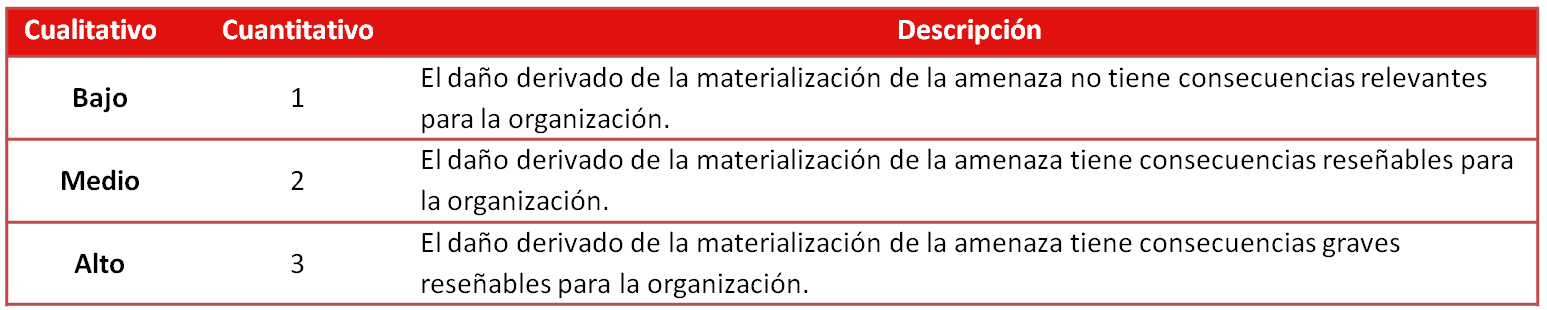 Cualitativo Cuantitativo Descripción
Bajo 1 El daño derivado de la materialización de la amenaza no tiene consecuencias relevantes
para la organización.
Medio 2 El daño derivado de la materialización de la amenaza tiene consecuencias reseñables para
la organización.
Alto 3 El daño derivado de la materialización de la amenaza tiene consecuencias graves
reseñables para la organización.